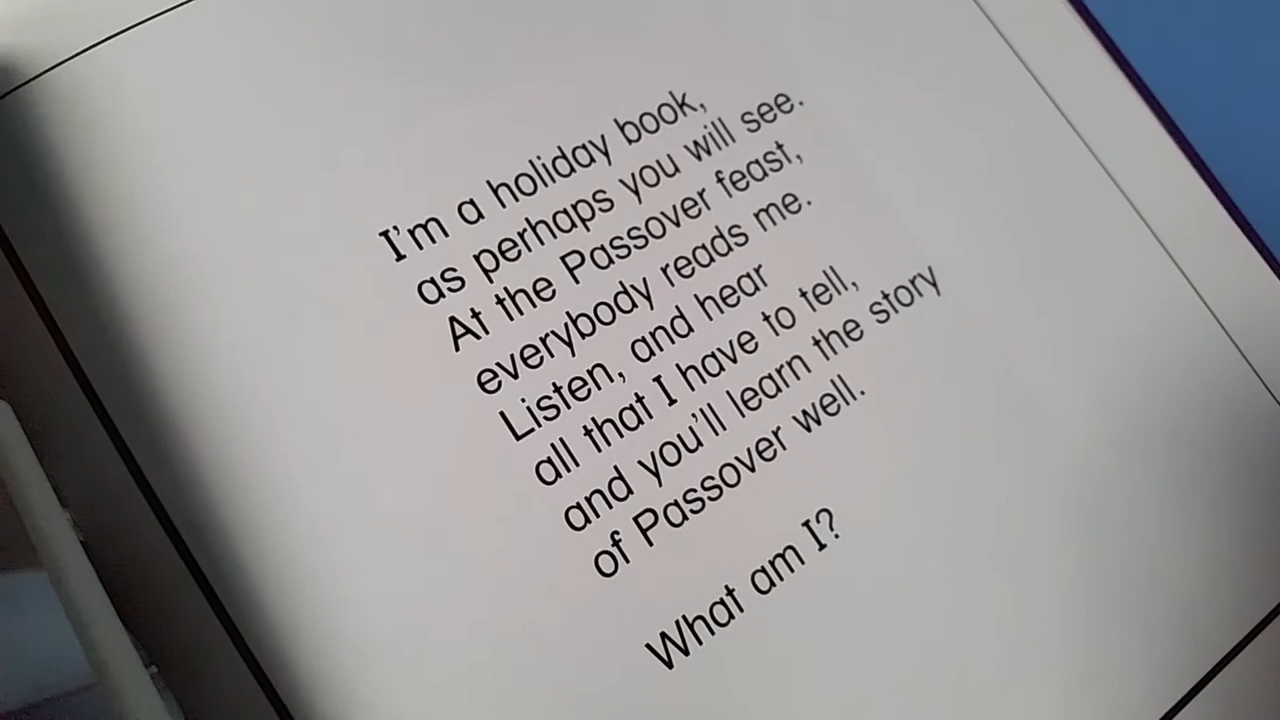 I'm a holiday book,
as perhaps you will see.
At the Passover feast,
everybody reads me.
Listen, and hear
all that I have to tell,
and you'll learn the story
of Passover well.
What am I?